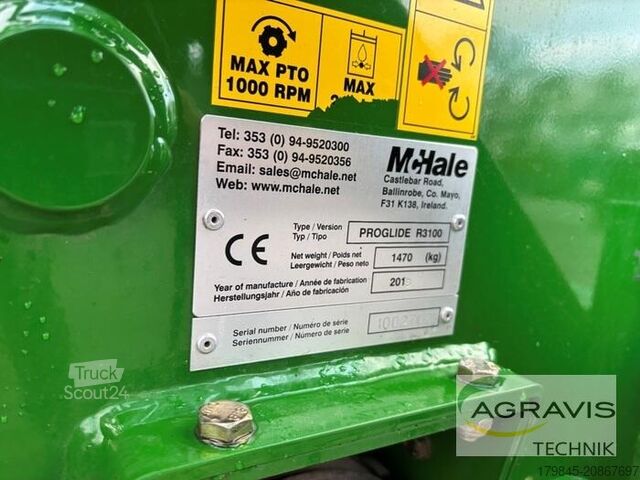 MAX PTO
1000 RPM
MAX
Tel: 353 (0) 94-9520300
Fax: 353 (0) 94-9520356
Email: sales@mchale.net
Web: www.mchale.net
McHale
Castlebar Road,
Ballinrobe, Co. Mayo,
F31 K138, Ireland.
Type / Version
Typ / Tipo
PROGLIDE R3100
Net weight / Poids net
Leergewicht / Peso neto
1470 (kg)
Year of manufacture / Année de fabrication
Herstellungsjahr / Año de fabricación
Serial number / Numéro de série
Seriennummer / Número de serie
CE
Truck
Scout24
AGRAVIS
TECHNIK
179845-20867697